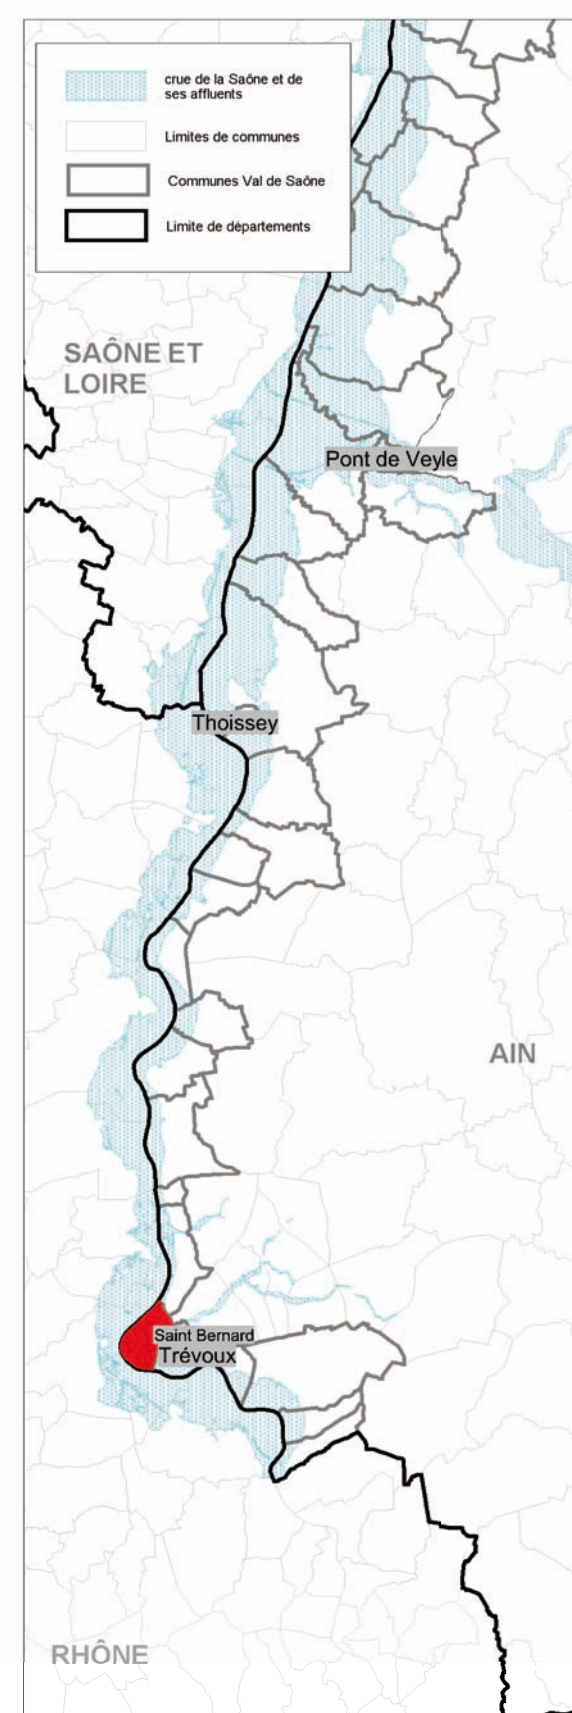 crue de la Saône et de
ses affluents
Limites de communes
Communes Val de Saône
Limite de départements
SAÔNE ET
LOIRE
Pont de Veyle
Thoissey
AIN
Saint Bernard
Trévoux
RHÔNE